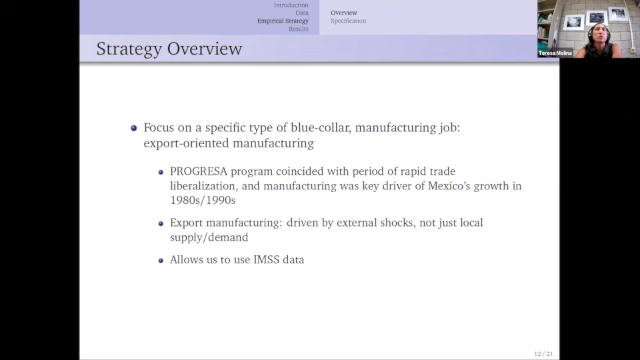 Introduction
Data
Empirical Strategy
Results
Overview
Specification
Strategy Overview
Focus on a specific type of blue-collar, manufacturing job:
export-oriented manufacturing
PROGRESA program coincided with period of rapid trade
liberalization, and manufacturing was key driver of Mexico's growth in
1980s/1990s
Export manufacturing: driven by external shocks, not just local
supply/demand
Allows us to use IMSS data
12 / 21
Teresa Molina